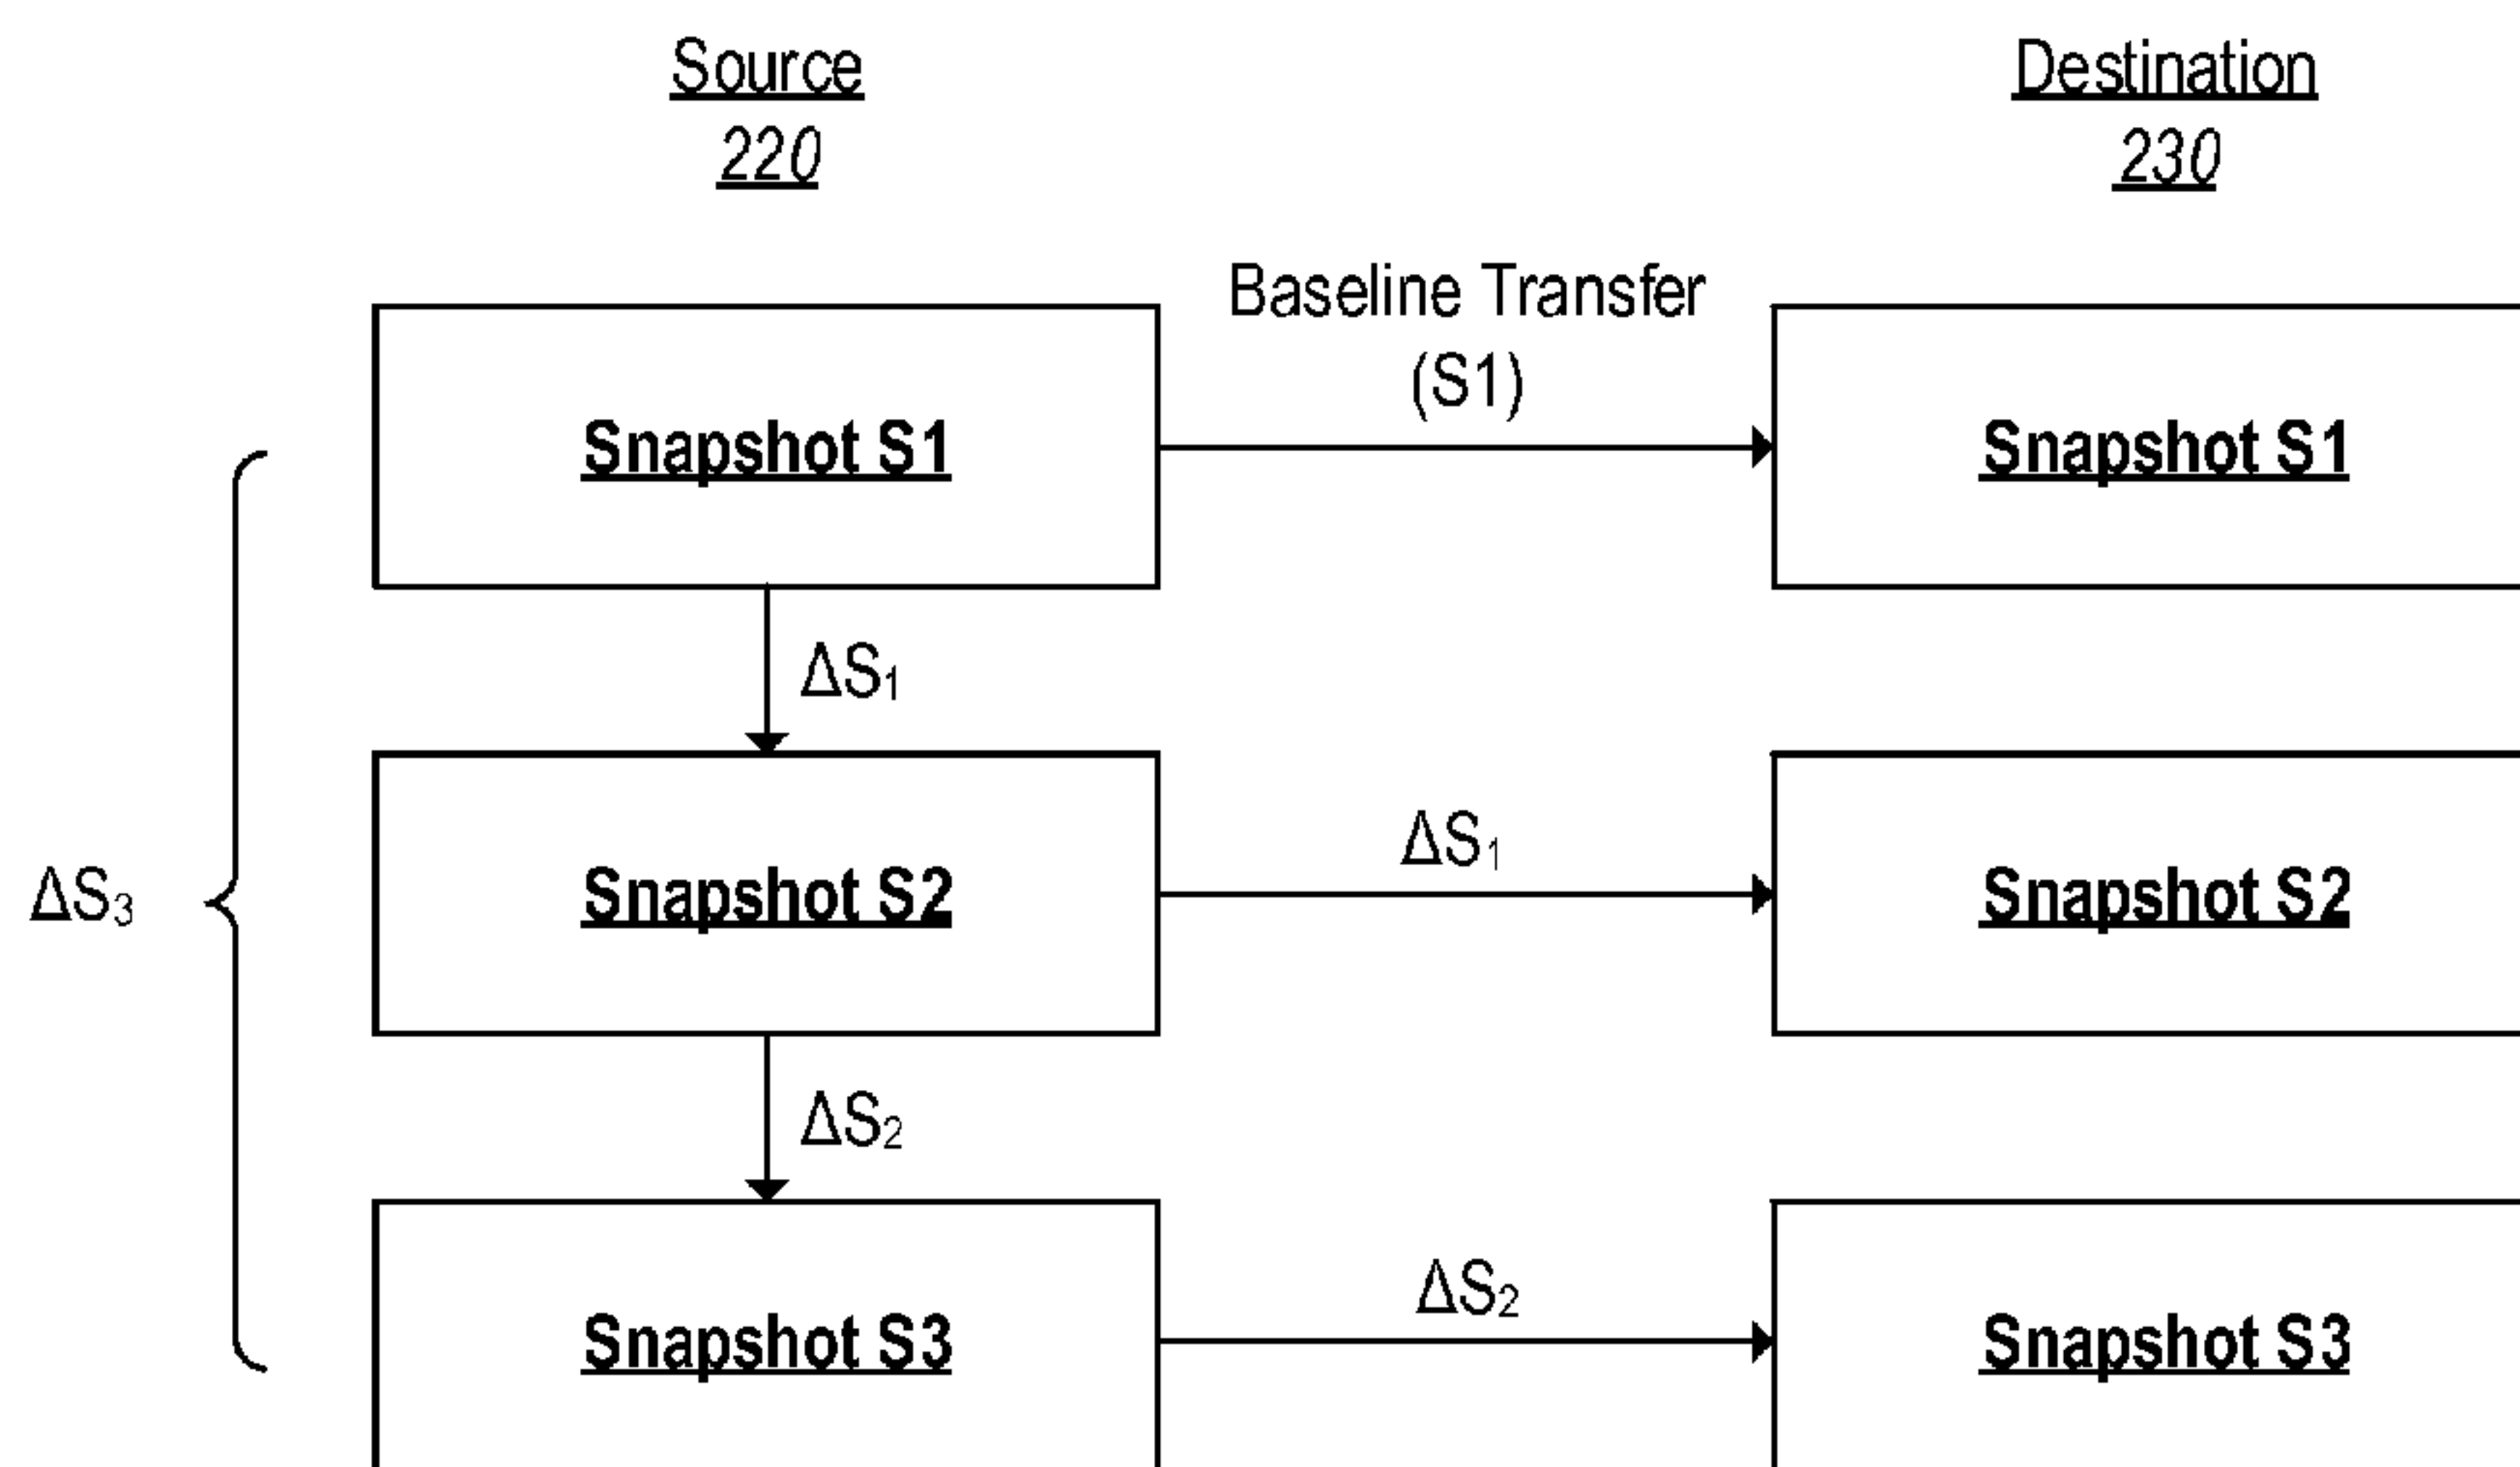 Source
220
Destination
230
Baseline Transfer
(S1)
Snapshot S1
Snapshot S1
ΔS₁
ΔS₃
Snapshot S2
ΔS₁
Snapshot S2
ΔS₂
Snapshot S3
ΔS₂
Snapshot S3